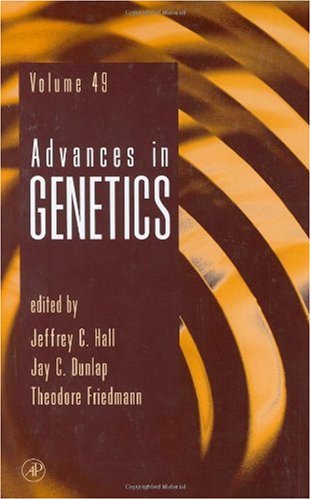 Volume 49
Advances in
GENETICS
edited by
Jeffrey C. Hall
Jay C. Dunlap
Theodore Friedmann
AP